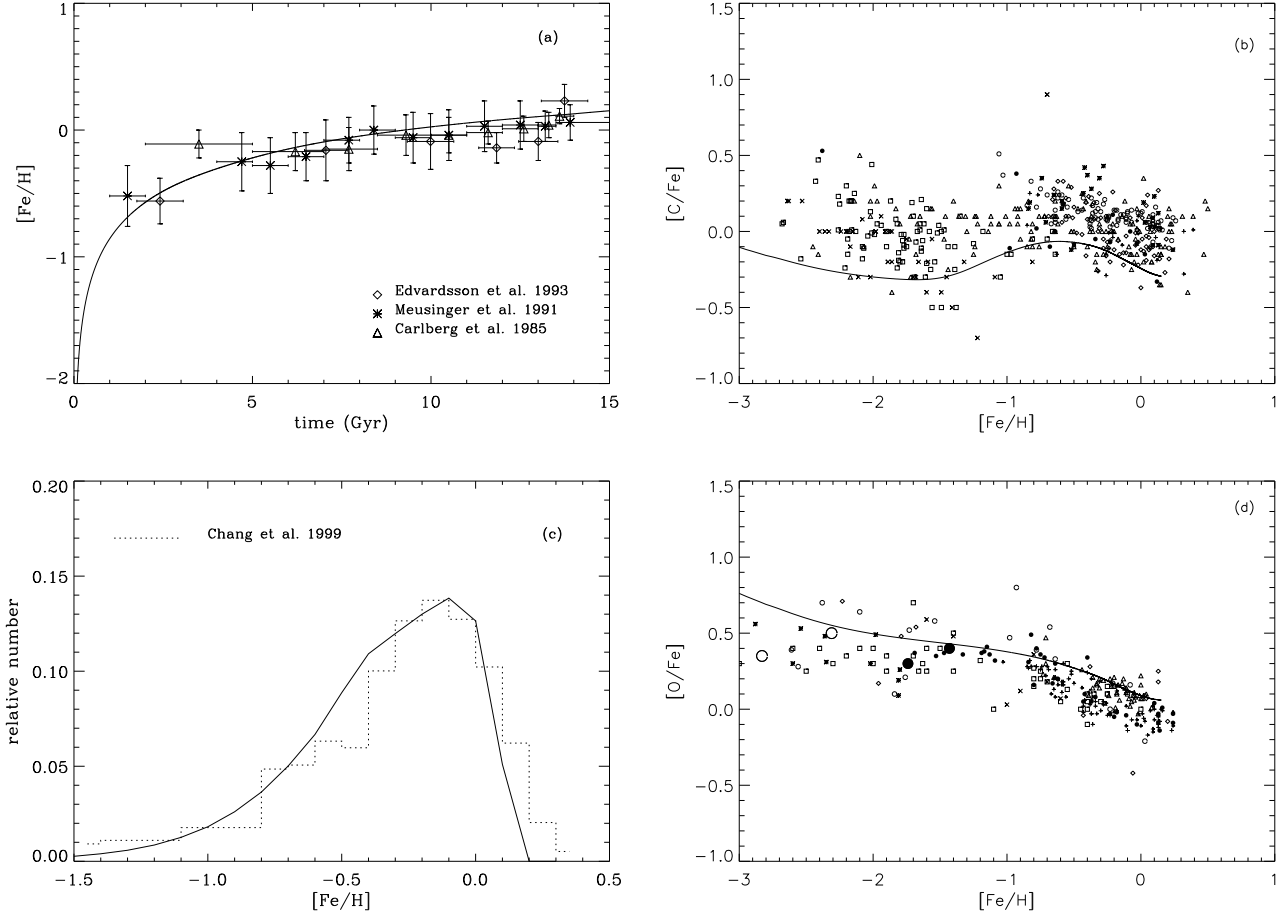 1
(a)
0
[Fe/H]
-1
Edvardsson et al. 1993
Meusinger et al. 1991
Carlberg et al. 1985
-2
0 5 10 15
time (Gyr)
1.5
(b)
1.0
0.5
[C/Fe]
0.0
-0.5
-1.0
-3 -2 -1 0 1
[Fe/H]
0.20
Chang et al. 1999 (c)
0.15
relative number
0.10
0.05
0.00
-1.5 -1.0 -0.5 0.0 0.5
[Fe/H]
1.5
(d)
1.0
0.5
[O/Fe]
0.0
-0.5
-1.0
-3 -2 -1 0 1
[Fe/H]